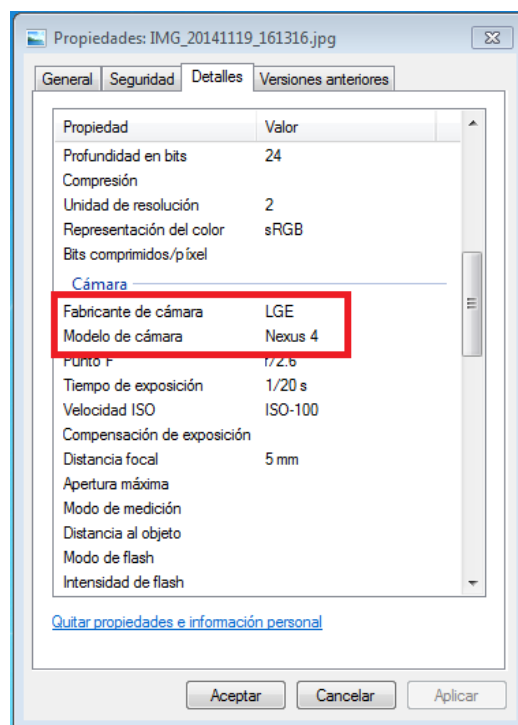 Propiedades: IMG_20141119_161316.jpg
General Seguridad Detalles Versiones anteriores
Propiedad Valor
Profundidad en bits 24
Compresión
Unidad de resolución 2
Representación del color sRGB
Bits comprimidos/píxel
Cámara
Fabricante de cámara LGE
Modelo de cámara Nexus 4
Punto F f/2.6
Tiempo de exposición 1/20 s
Velocidad ISO ISO-100
Compensación de exposición
Distancia focal 5 mm
Apertura máxima
Modo de medición
Distancia al objeto
Modo de flash
Intensidad de flash
Quitar propiedades e información personal
Aceptar Cancelar Aplicar